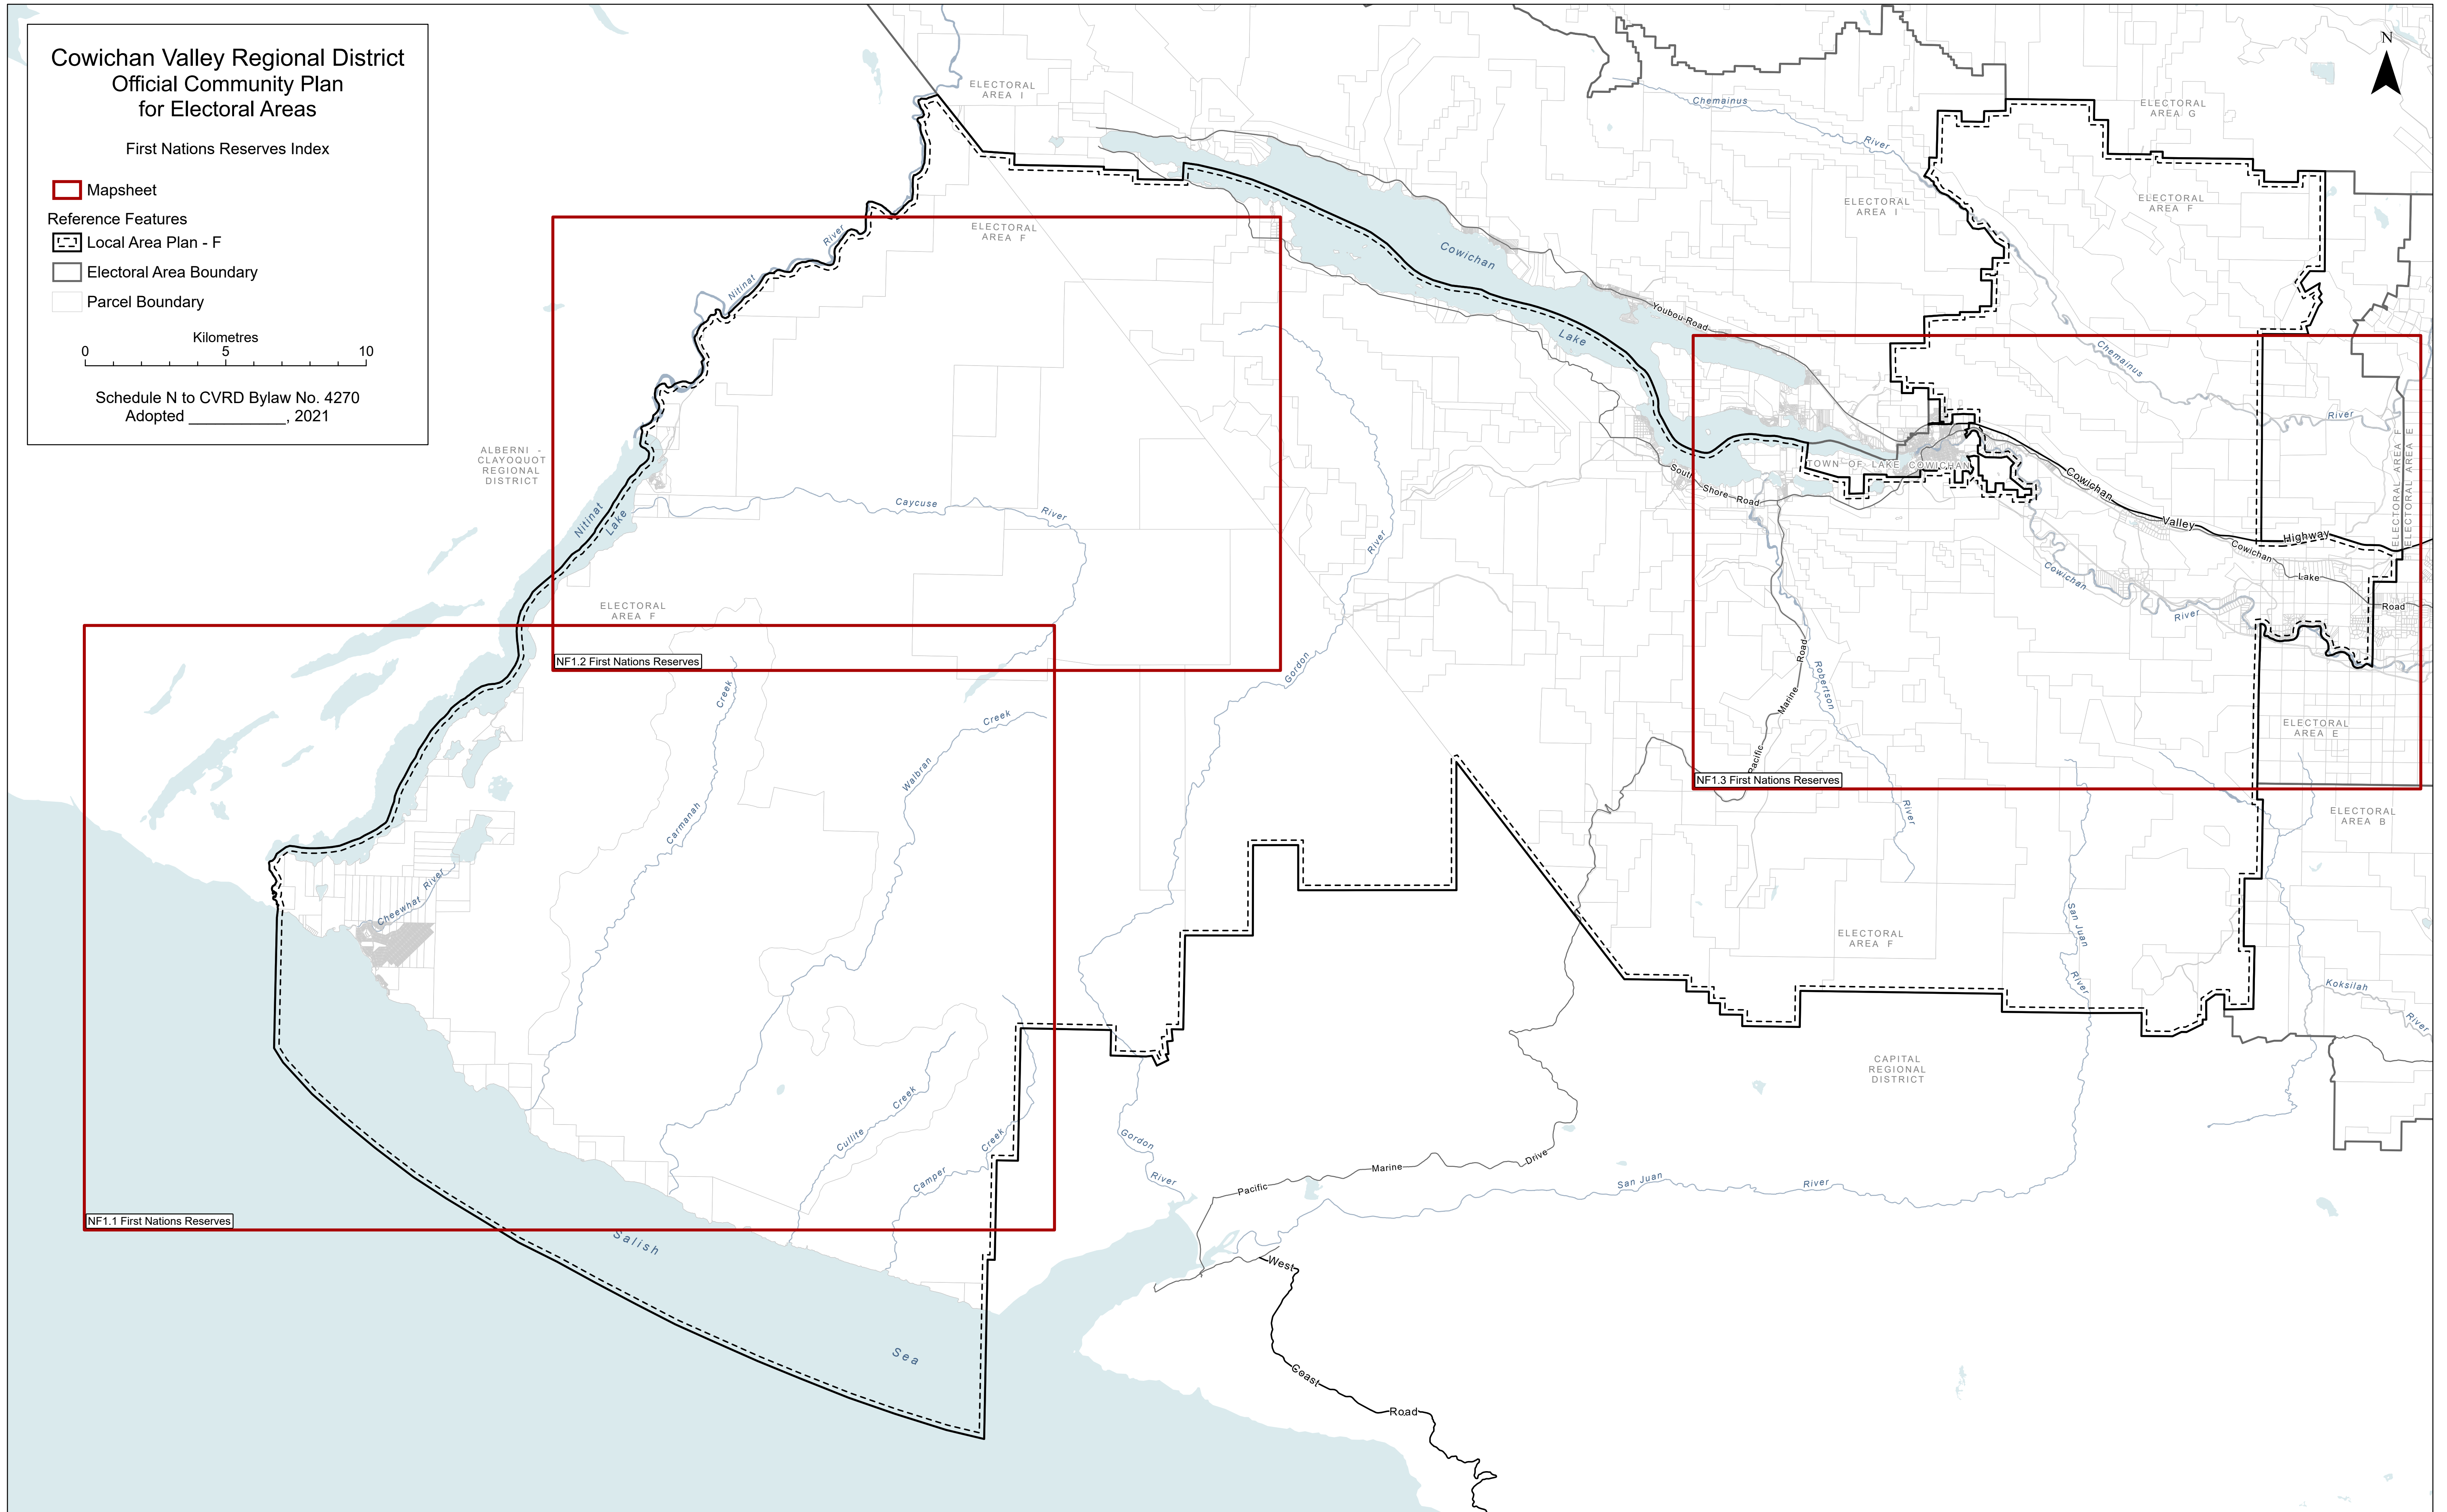 Cowichan Valley Regional District
Official Community Plan
for Electoral Areas
First Nations Reserves Index
Mapsheet
Reference Features
Local Area Plan - F
Electoral Area Boundary
Parcel Boundary
Kilometres
0 5 10
Schedule N to CVRD Bylaw No. 4270
Adopted ___________, 2021
N
ELECTORAL
AREA I
Chemainus
River
ELECTORAL
AREA G
ELECTORAL
AREA I
ELECTORAL
AREA F
ELECTORAL
AREA F
Nitinat
River
Cowichan
Lake
Youbou Road
Chemainus
River
ELECTORAL AREA F
ELECTORAL AREA E
ALBERNI -
CLAYOQUOT
REGIONAL
DISTRICT
Nitinat
Lake
Caycuse
River
River
Gordon
South
Shore
Road
TOWN OF LAKE COWICHAN
Cowichan
Valley
Highway
Cowichan
Lake
Road
Cowichan
River
ELECTORAL
AREA F
NF1.2 First Nations Reserves
Pacific
Marine
Road
Robertson
River
ELECTORAL
AREA E
NF1.3 First Nations Reserves
ELECTORAL
AREA B
Creek
Carmanah
Creek
Walbran
Cheewhat
River
ELECTORAL
AREA F
San Juan
River
Koksilah
River
CAPITAL
REGIONAL
DISTRICT
Cullite
Creek
Camper
Creek
Gordon
River
Pacific
Marine
Drive
San Juan
River
NF1.1 First Nations Reserves
Salish
Sea
West
Coast
Road